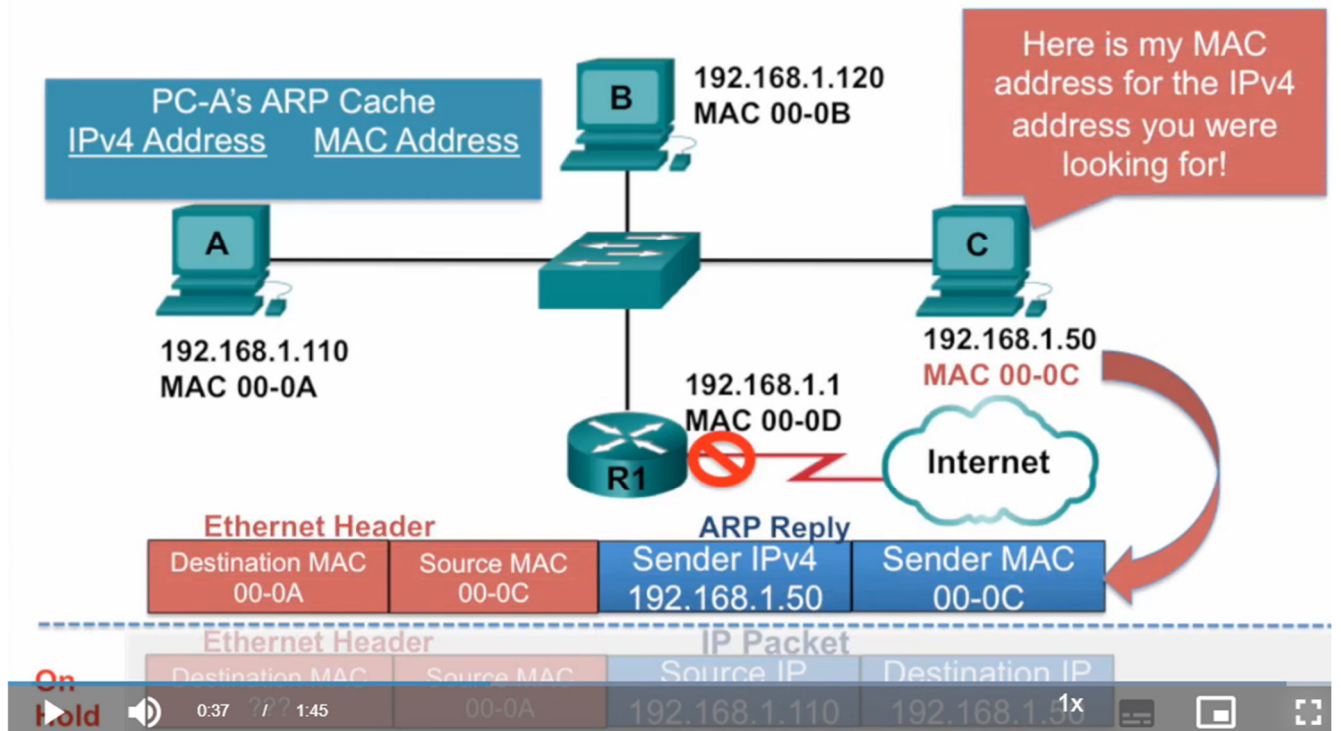 PC-A's ARP Cache
IPv4 Address MAC Address
B
192.168.1.120
MAC 00-0B
Here is my MAC
address for the IPv4
address you were
looking for!
A
192.168.1.110
MAC 00-0A
C
192.168.1.50
MAC 00-0C
192.168.1.1
MAC 00-0D
R1
Internet
Ethernet Header
ARP Reply
Destination MAC
00-0A
Source MAC
00-0C
Sender IPv4
192.168.1.50
Sender MAC
00-0C
Ethernet Header
IP Packet
On
Hold
Destination MAC
???
Source MAC
00-0A
Source IP
192.168.1.110
Destination IP
192.168.1.50
0:37 / 1:45
1x